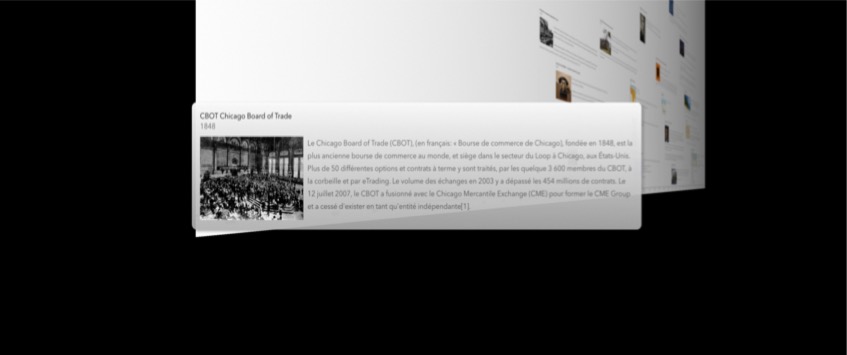 CBOT Chicago Board of Trade
1848
Le Chicago Board of Trade (CBOT), (en français: « Bourse de commerce de Chicago), fondée en 1848, est la
plus ancienne bourse de commerce au monde, et siège dans le secteur du Loop à Chicago, aux États-Unis.
Plus de 50 différentes options et contrats à terme y sont traités, par les quelque 3 600 membres du CBOT, à
la corbeille et par eTrading. Le volume des échanges en 2003 y a dépassé les 454 millions de contrats. Le
12 juillet 2007, le CBOT a fusionné avec le Chicago Mercantile Exchange (CME) pour former le CME Group
et a cessé d'exister en tant qu'entité indépendante[1].